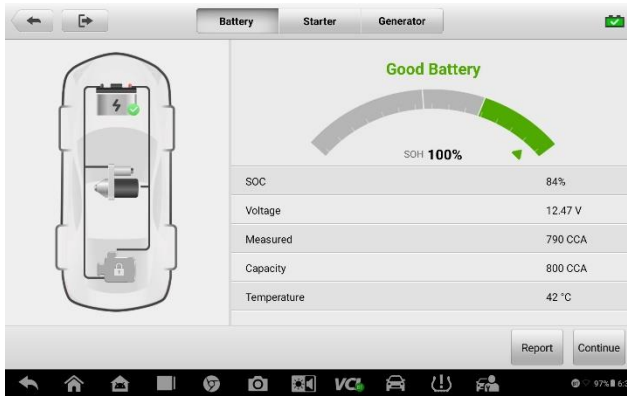 Battery Starter Generator
Good Battery
SOH 100%
SOC 84%
Voltage 12.47 V
Measured 790 CCA
Capacity 800 CCA
Temperature 42 °C
Report Continue
VCI 97%